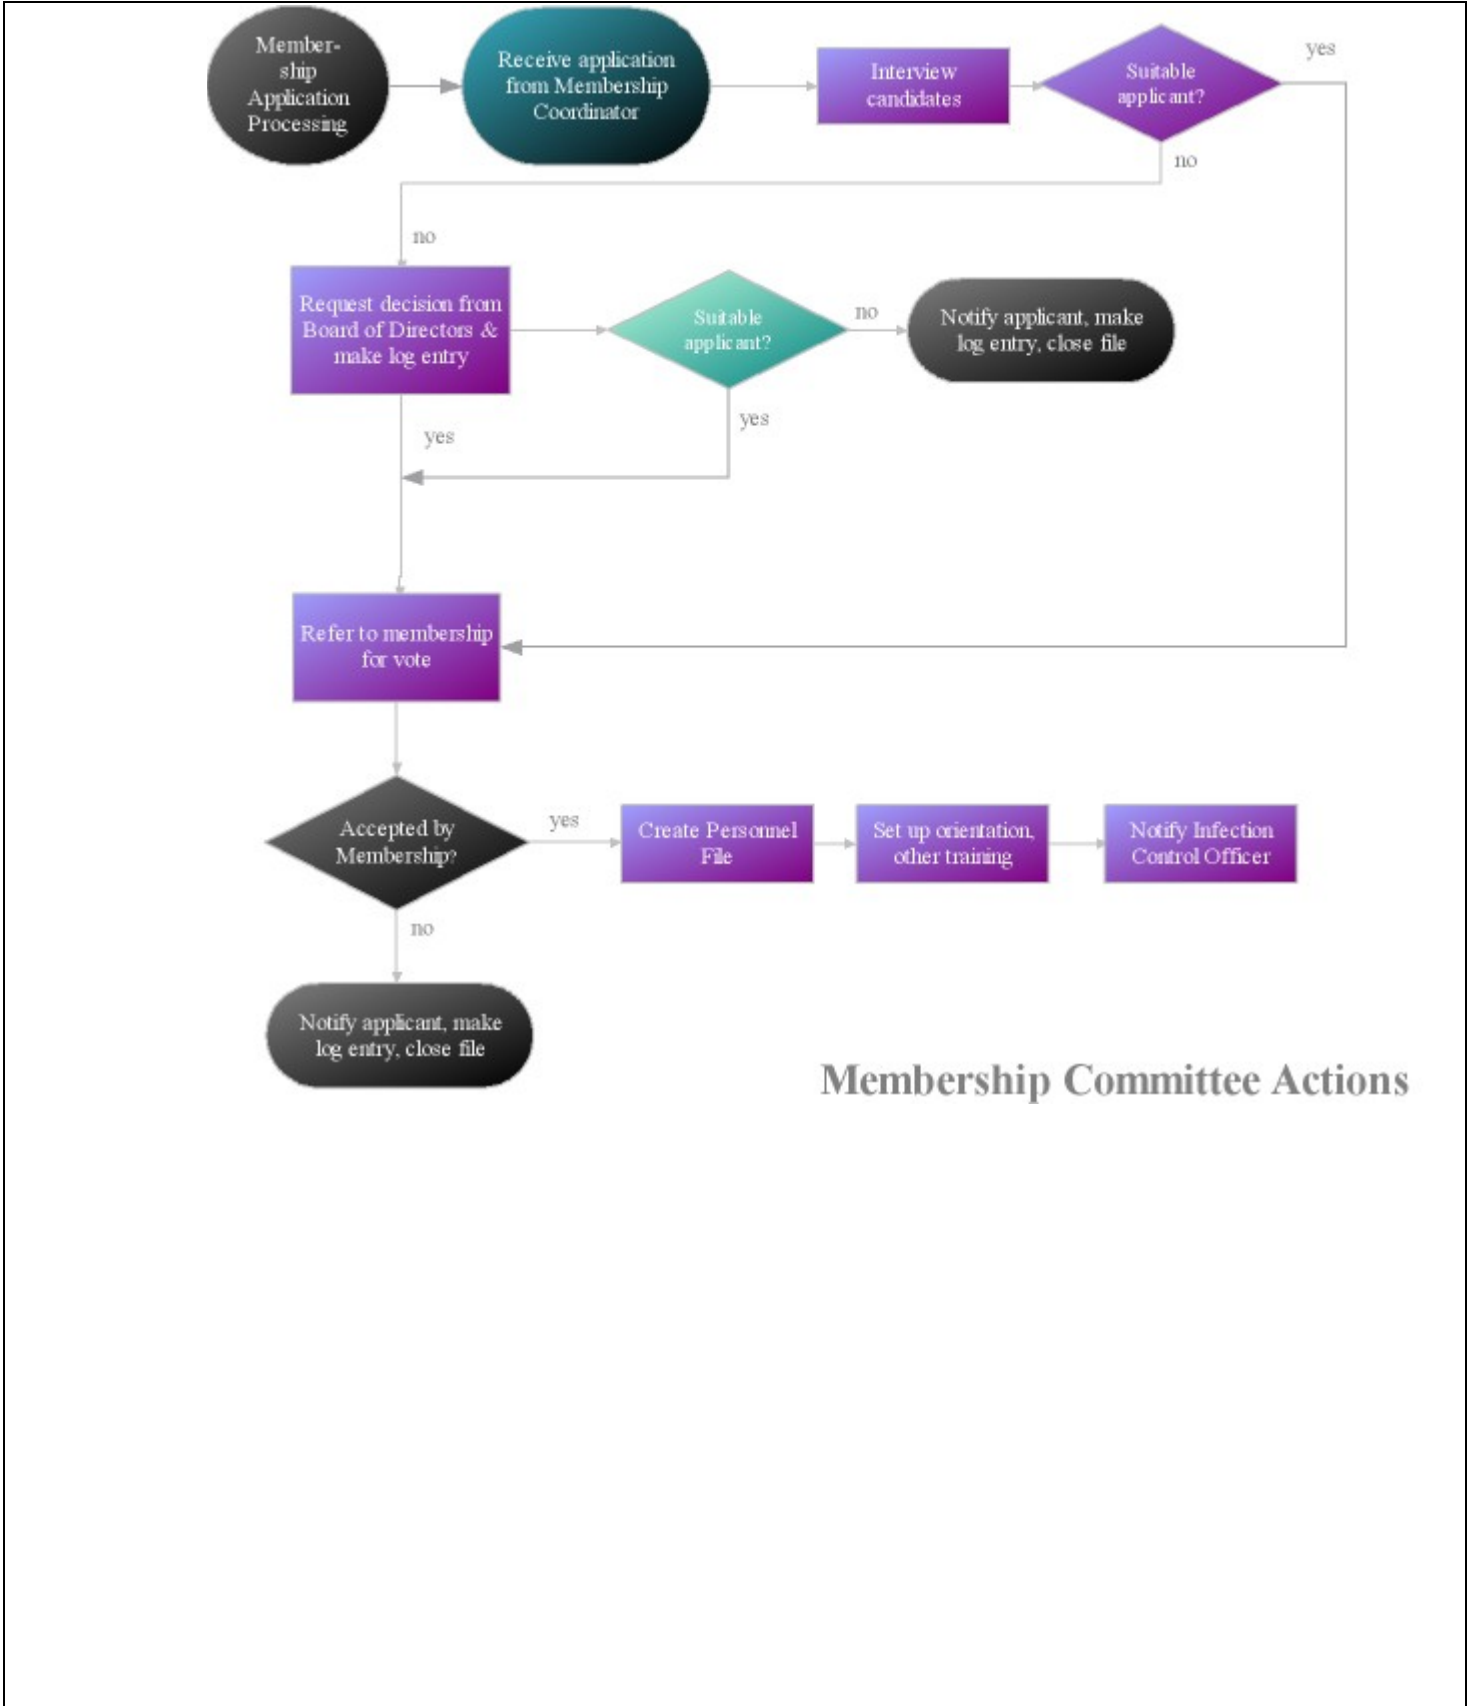 Member-
ship
Application
Processing
Receive application
from Membership
Coordinator
Interview
candidates
Suitable
applicant?
yes
no
no
Request decision from
Board of Directors &
make log entry
Suitable
applicant?
no
Notify applicant, make
log entry, close file
yes
yes
Refer to membership
for vote
Accepted by
Membership?
yes
Create Personnel
File
Set up orientation,
other training
Notify Infection
Control Officer
no
Notify applicant, make
log entry, close file
Membership Committee Actions